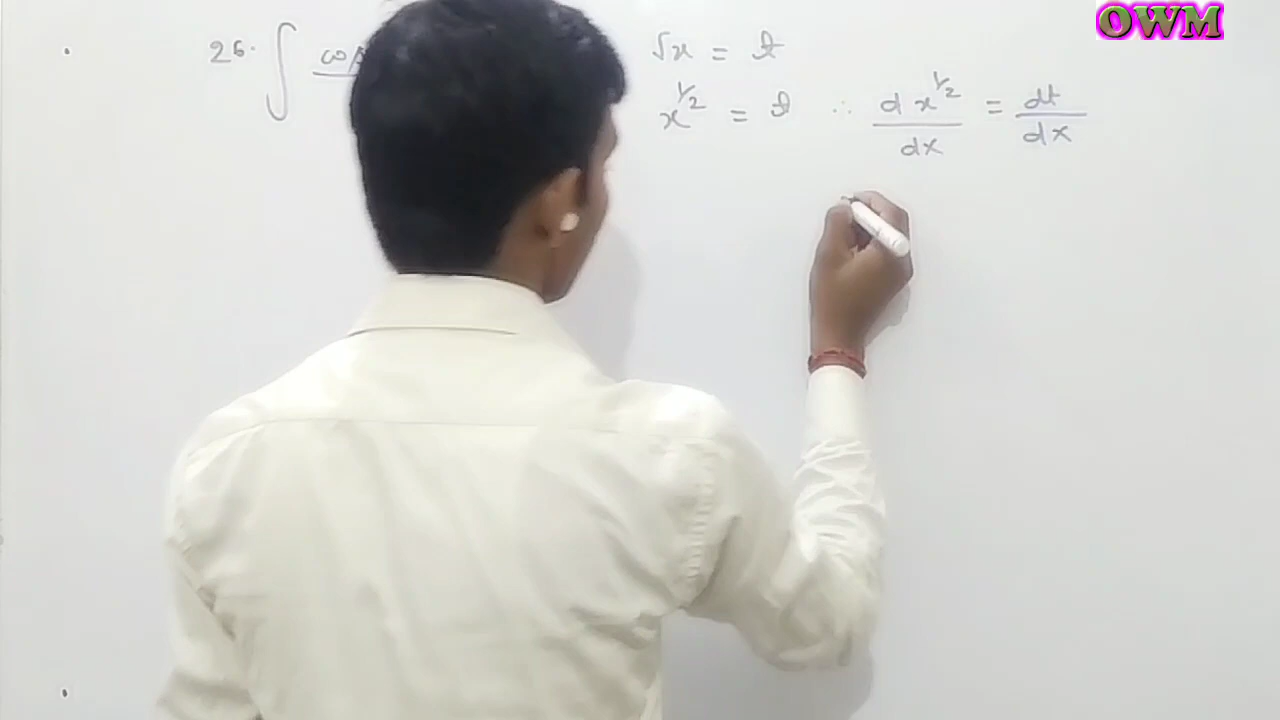 OWM
26. ∫ cos
√x = t
x^1/2 = t ∴ d x^1/2 / dx = dt / dx